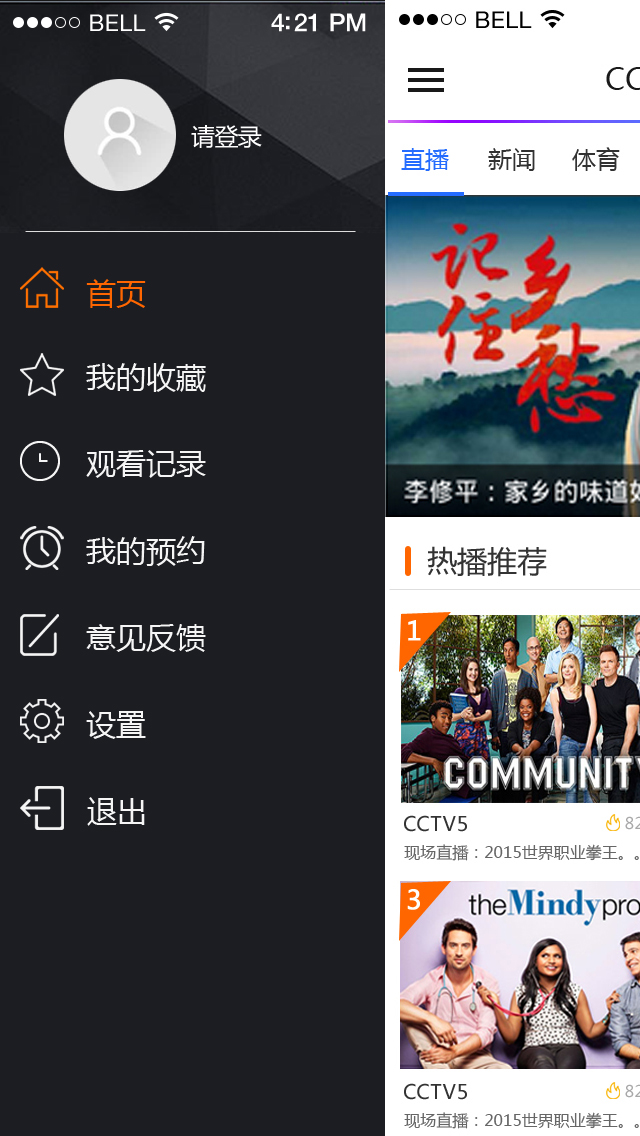 BELL 4:21 PM
请登录
首页
我的收藏
观看记录
我的预约
意见反馈
设置
退出
BELL
CC
直播 新闻 体育
记住乡愁
李修平：家乡的味道
热播推荐
1
COMMUNITY
CCTV5 82
现场直播：2015世界职业拳王。。
3
the Mindy pro
CCTV5 82
现场直播：2015世界职业拳王。。